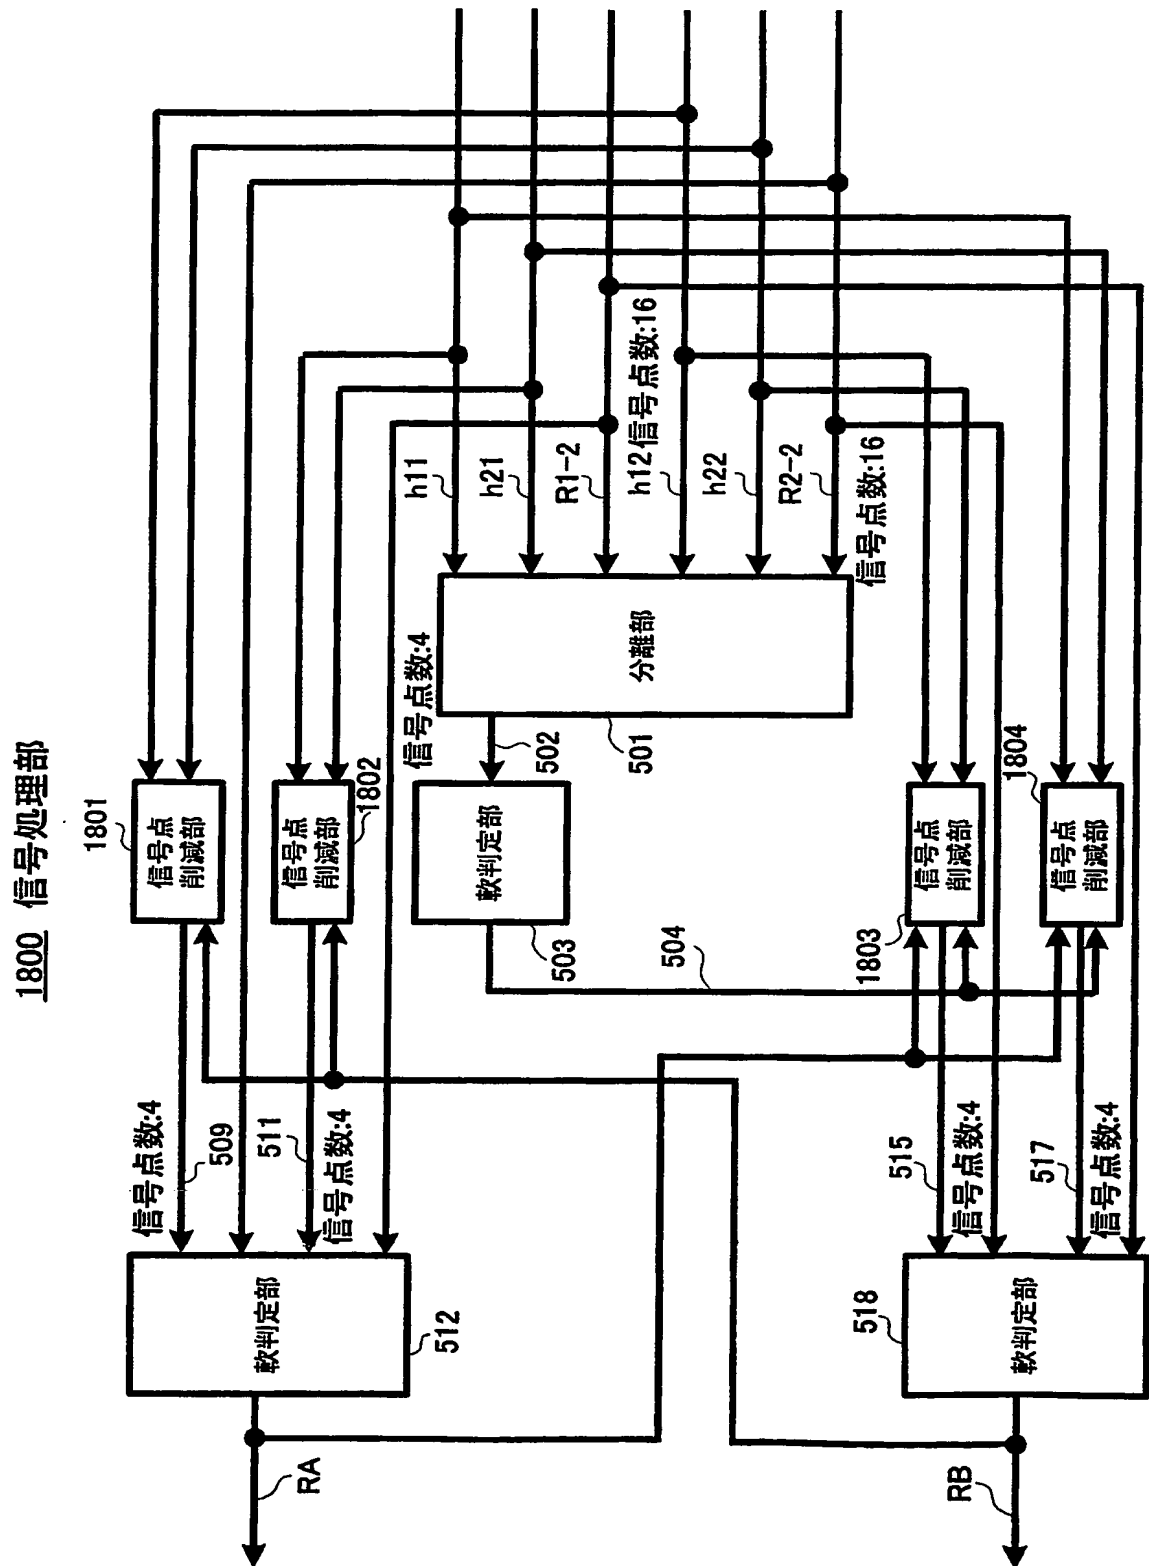 1800 信号処理部
1801
信号点
削減部
信号点数:4
509
信号点
削減部
1802
511
信号点数:4
軟判定部
512
RA
h11
h21
R1-2
h12
信号点数:16
h22
R2-2
信号点数:16
分離部
501
信号点数:4
502
軟判定部
503
504
1803
信号点
削減部
1804
信号点
削減部
515
信号点数:4
517
信号点数:4
518
軟判定部
RB